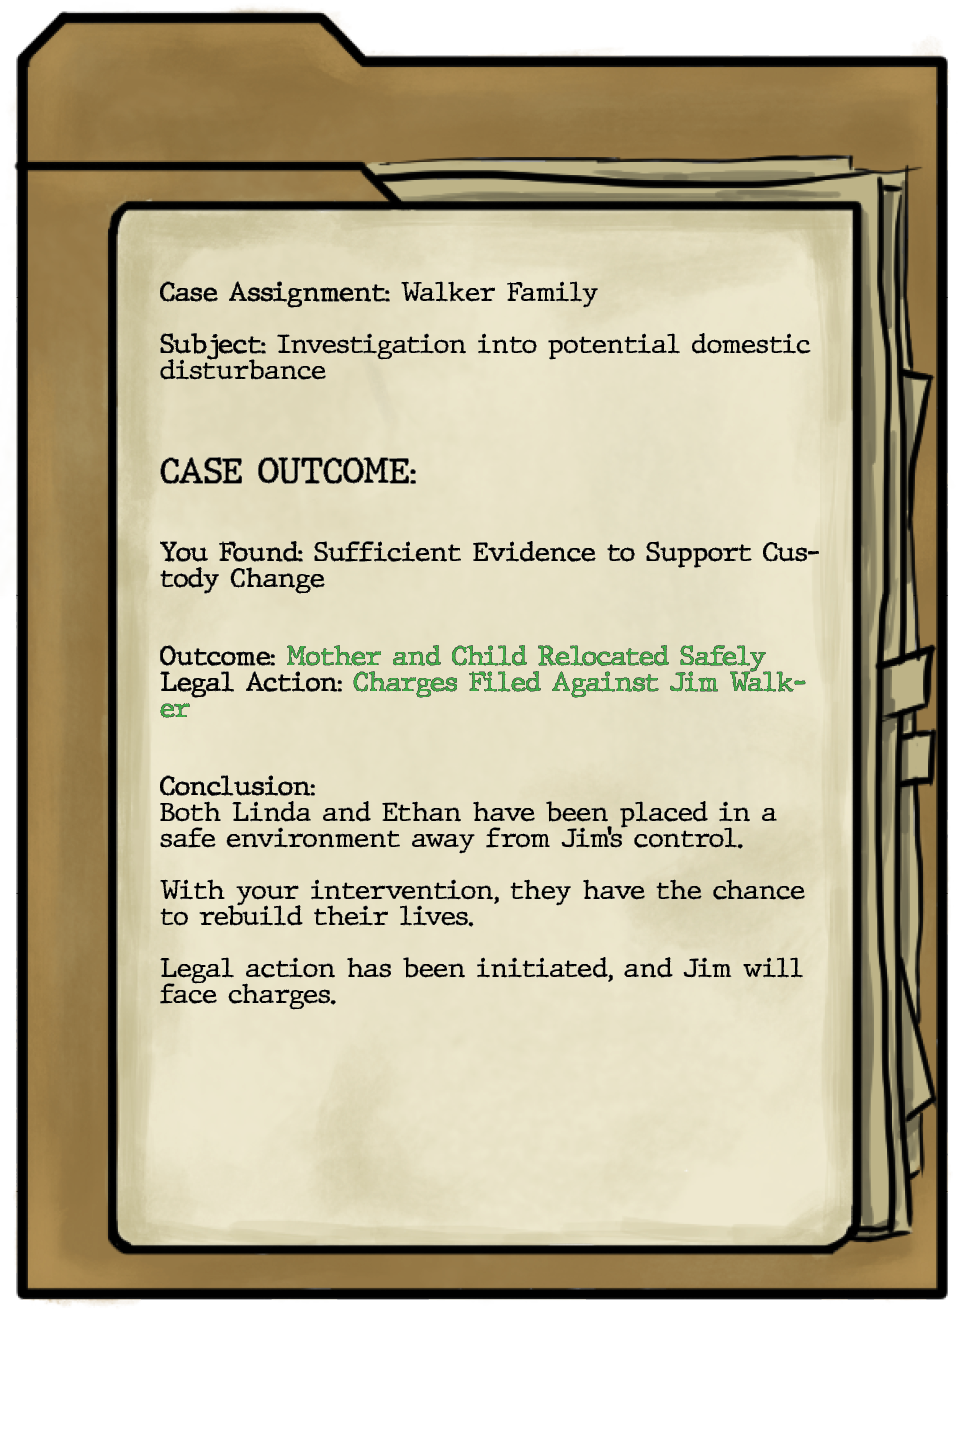 Case Assignment: Walker Family
Subject: Investigation into potential domestic
disturbance
CASE OUTCOME:
You Found: Sufficient Evidence to Support Cus-
tody Change
Outcome: Mother and Child Relocated Safely
Legal Action: Charges Filed Against Jim Walk-
er
Conclusion:
Both Linda and Ethan have been placed in a
safe environment away from Jim's control.
With your intervention, they have the chance
to rebuild their lives.
Legal action has been initiated, and Jim will
face charges.